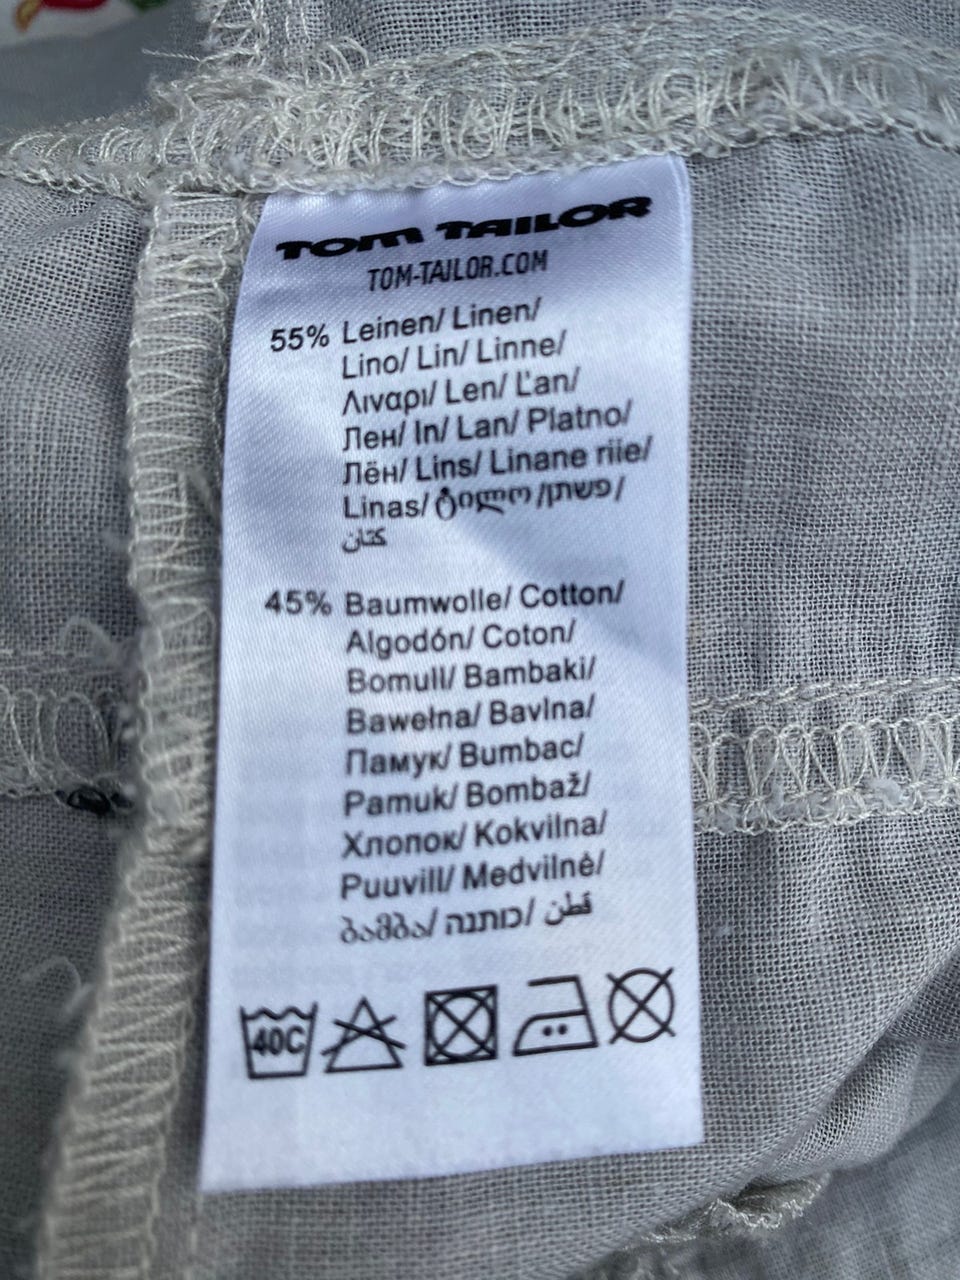 TOM TAILOR
TOM-TAILOR.COM
55% Leinen/ Linen/
Lino/ Lin/ Linne/
Λιναρι/ Len/ Ľan/
Лен/ In/ Lan/ Platno/
Лён/ Lins/ Linane riie/
Linas/ ტილო /פשתן/
كتان
45% Baumwolle/ Cotton/
Algodón/ Coton/
Bomull/ Bambaki/
Bawełna/ Bavlna/
Памук/ Bumbac/
Pamuk/ Bombaž/
Хлопок/ Kokvilna/
Puuvill/ Medvilnė/
ბამბა/ כותנה/ قطن
40C